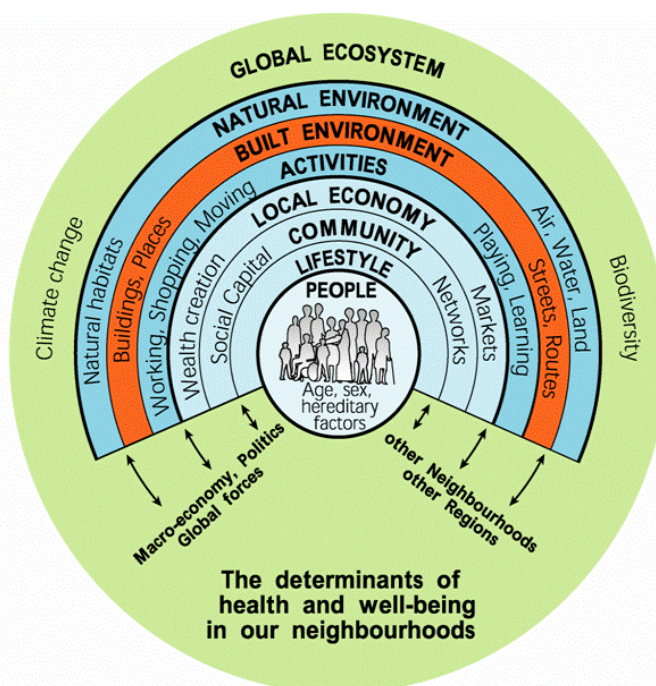 GLOBAL ECOSYSTEM
NATURAL ENVIRONMENT
BUILT ENVIRONMENT
ACTIVITIES
LOCAL ECONOMY
COMMUNITY
LIFESTYLE
PEOPLE
Age, sex,
hereditary
factors
Climate change
Natural habitats
Buildings, Places
Working, Shopping, Moving
Wealth creation
Social Capital
Networks
Markets
Playing, Learning
Streets, Routes
Air, Water, Land
Biodiversity
Macro-economy, Politics
Global forces
other Neighbourhoods
other Regions
The determinants of
health and well-being
in our neighbourhoods